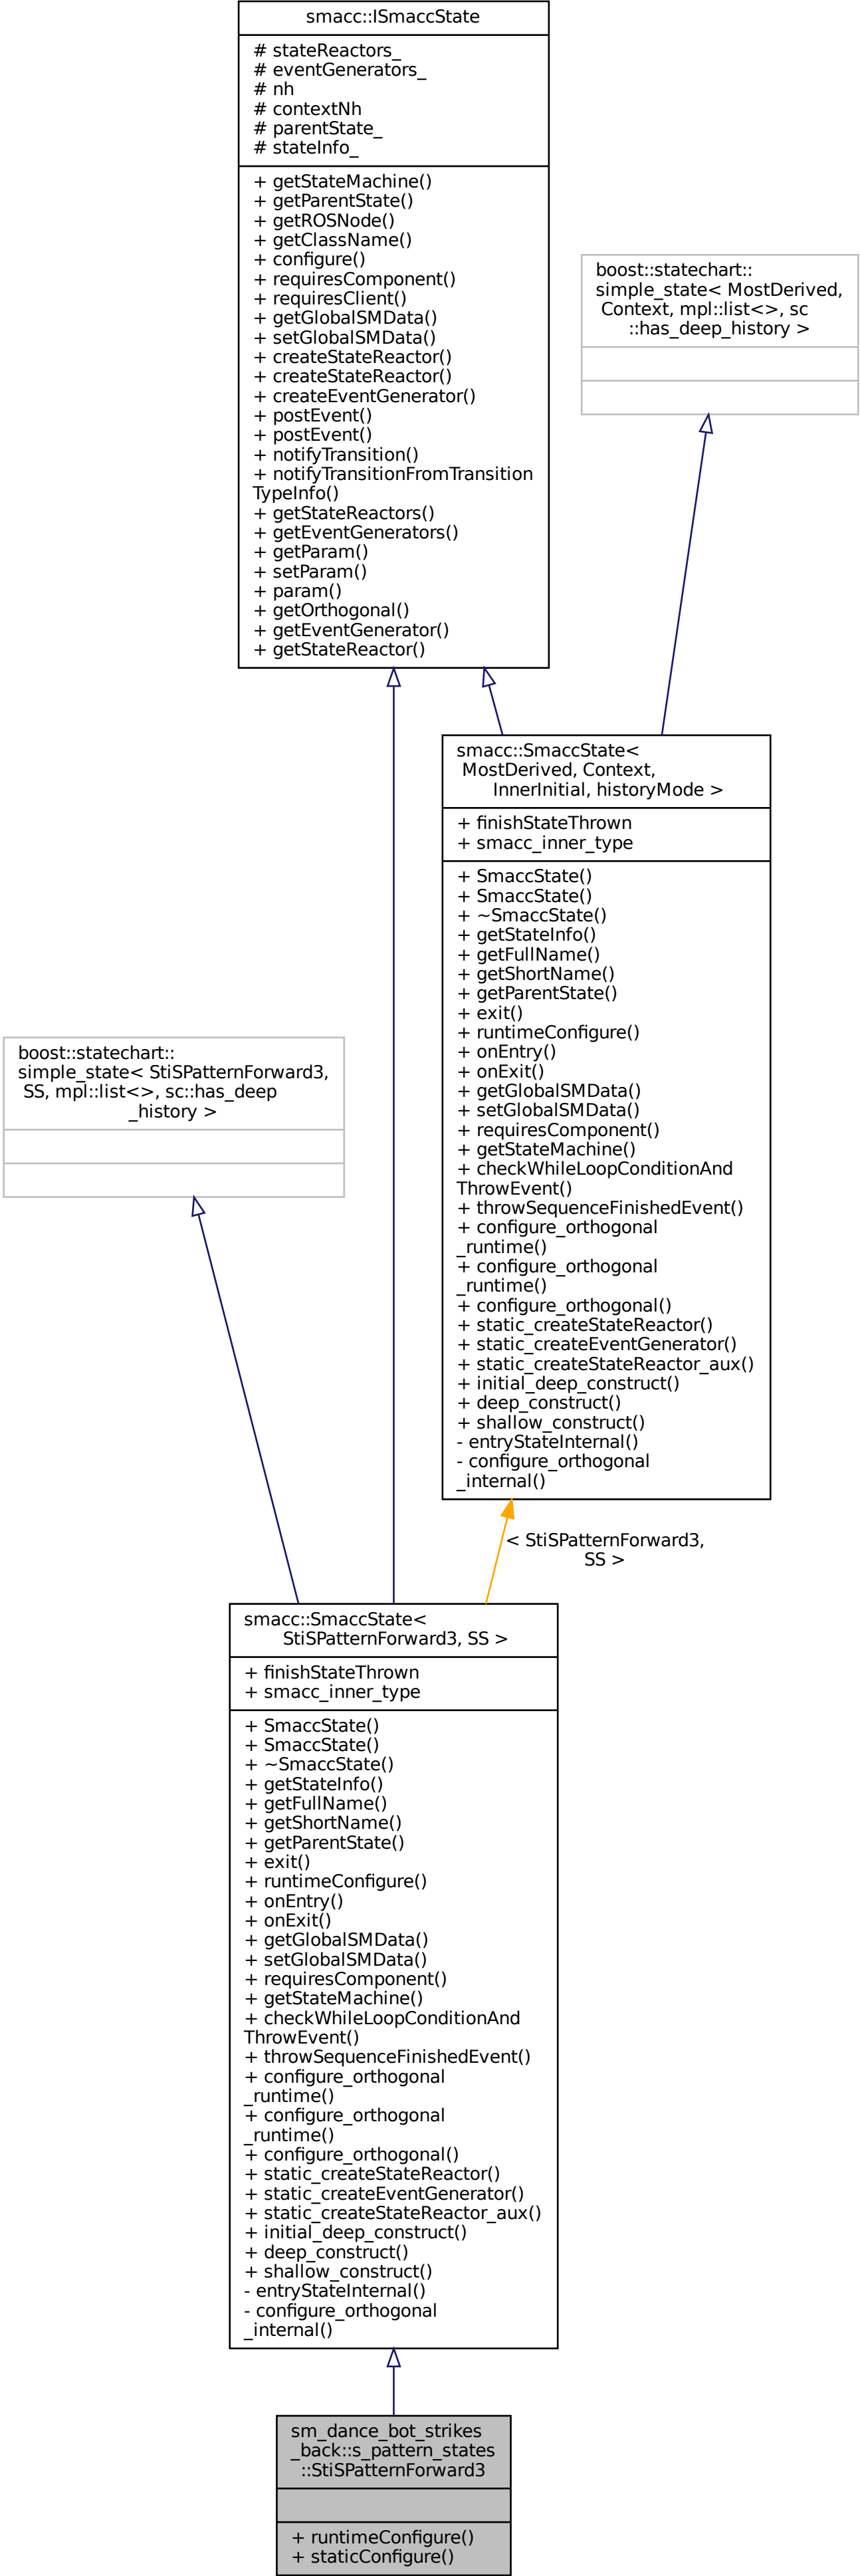 smacc::ISmaccState
# stateReactors_
# eventGenerators_
# nh
# contextNh
# parentState_
# stateInfo_
+ getStateMachine()
+ getParentState()
+ getROSNode()
+ getClassName()
+ configure()
+ requiresComponent()
+ requiresClient()
+ getGlobalSMData()
+ setGlobalSMData()
+ createStateReactor()
+ createStateReactor()
+ createEventGenerator()
+ postEvent()
+ postEvent()
+ notifyTransition()
+ notifyTransitionFromTransition
TypeInfo()
+ getStateReactors()
+ getEventGenerators()
+ getParam()
+ setParam()
+ param()
+ getOrthogonal()
+ getEventGenerator()
+ getStateReactor()
boost::statechart::
simple_state< MostDerived,
Context, mpl::list<>, sc
::has_deep_history >
smacc::SmaccState<
MostDerived, Context,
InnerInitial, historyMode >
+ finishStateThrown
+ smacc_inner_type
+ SmaccState()
+ SmaccState()
+ ~SmaccState()
+ getStateInfo()
+ getFullName()
+ getShortName()
+ getParentState()
+ exit()
+ runtimeConfigure()
+ onEntry()
+ onExit()
+ getGlobalSMData()
+ setGlobalSMData()
+ requiresComponent()
+ getStateMachine()
+ checkWhileLoopConditionAnd
ThrowEvent()
+ throwSequenceFinishedEvent()
+ configure_orthogonal
_runtime()
+ configure_orthogonal
_runtime()
+ configure_orthogonal()
+ static_createStateReactor()
+ static_createEventGenerator()
+ static_createStateReactor_aux()
+ initial_deep_construct()
+ deep_construct()
+ shallow_construct()
- entryStateInternal()
- configure_orthogonal
_internal()
boost::statechart::
simple_state< StiSPatternForward3,
SS, mpl::list<>, sc::has_deep
_history >
< StiSPatternForward3,
SS >
smacc::SmaccState<
StiSPatternForward3, SS >
+ finishStateThrown
+ smacc_inner_type
+ SmaccState()
+ SmaccState()
+ ~SmaccState()
+ getStateInfo()
+ getFullName()
+ getShortName()
+ getParentState()
+ exit()
+ runtimeConfigure()
+ onEntry()
+ onExit()
+ getGlobalSMData()
+ setGlobalSMData()
+ requiresComponent()
+ getStateMachine()
+ checkWhileLoopConditionAnd
ThrowEvent()
+ throwSequenceFinishedEvent()
+ configure_orthogonal
_runtime()
+ configure_orthogonal
_runtime()
+ configure_orthogonal()
+ static_createStateReactor()
+ static_createEventGenerator()
+ static_createStateReactor_aux()
+ initial_deep_construct()
+ deep_construct()
+ shallow_construct()
- entryStateInternal()
- configure_orthogonal
_internal()
sm_dance_bot_strikes
_back::s_pattern_states
::StiSPatternForward3
+ runtimeConfigure()
+ staticConfigure()